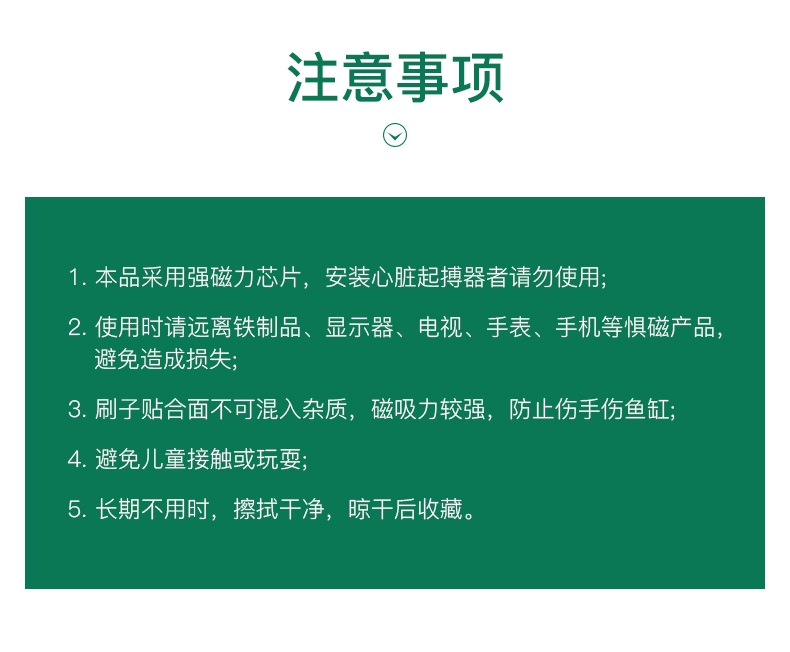 注意事项
1. 本品采用强磁力芯片，安装心脏起搏器者请勿使用;
2. 使用时请远离铁制品、显示器、电视、手表、手机等惧磁产品，
避免造成损失;
3. 刷子贴合面不可混入杂质，磁吸力较强，防止伤手伤鱼缸;
4. 避免儿童接触或玩耍;
5. 长期不用时，擦拭干净，晾干后收藏。